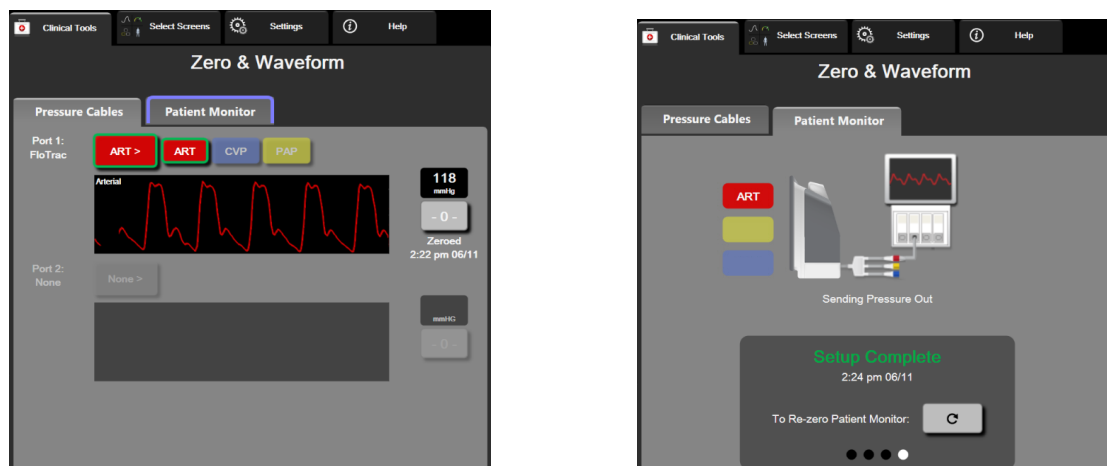 Clinical Tools
Select Screens
Settings
Help
Zero & Waveform
Pressure Cables
Patient Monitor
Port 1:
FloTrac
ART >
ART
CVP
PAP
Arterial
118
mmHg
- 0 -
Zeroed
2:22 pm 06/11
Port 2:
None
None >
mmHG
- 0 -
Clinical Tools
Select Screens
Settings
Help
Zero & Waveform
Pressure Cables
Patient Monitor
ART
Sending Pressure Out
Setup Complete
2:24 pm 06/11
To Re-zero Patient Monitor: